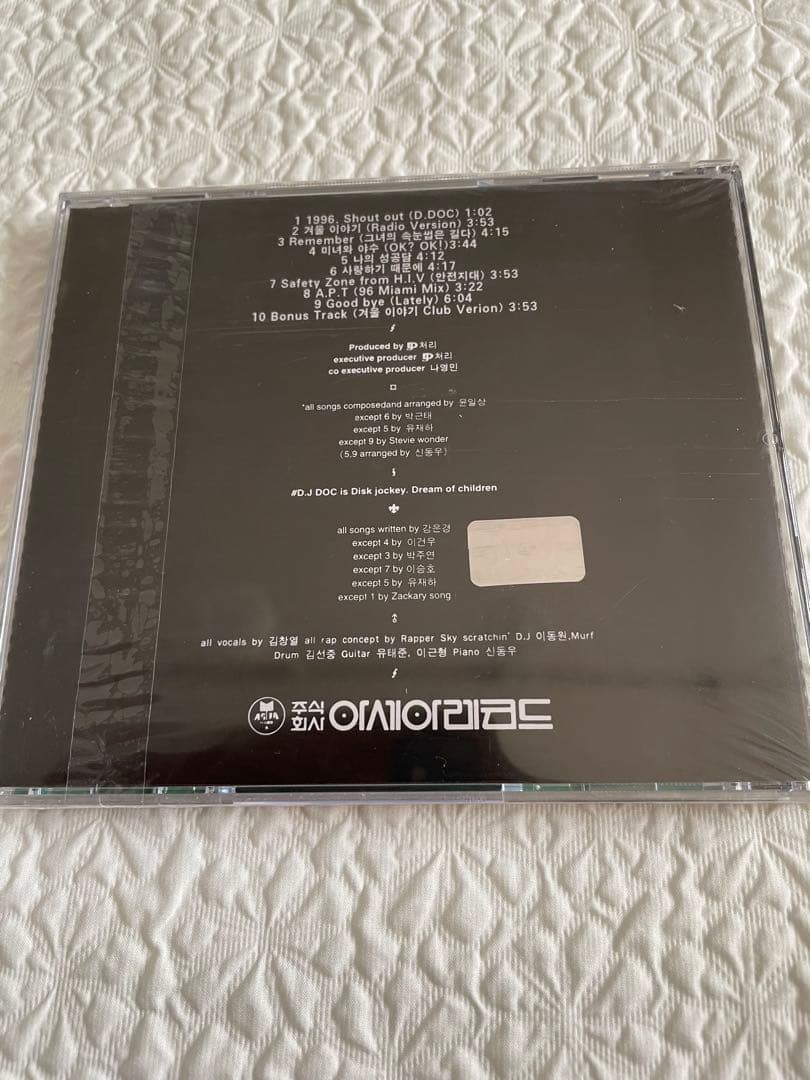 1 1996. Shout out (D.DOC) 1:02
2 겨울 이야기 (Radio Version) 3:53
3 Remember (그녀의 속눈썹은 길다) 4:15
4 미녀와 야수 (OK? OK!)3:44
5 나의 성공담 4:12
6 사랑하기 때문에 4:17
7 Safety Zone from H.I.V (안전지대) 3:53
8 A.P.T (96 Miami Mix) 3:22
9 Good bye (Lately) 6:04
10 Bonus Track (겨울 이야기 Club Verion) 3:53
Produced by 처리
executive producer 처리
co executive producer 나영민
*all songs composedand arranged by 윤일상
except 6 by 박근태
except 5 by 유재하
except 9 by Stevie wonder
(5,9 arranged by 신동우)
#D.J DOC is Disk jockey. Dream of children
all songs written by 강은경
except 4 by 이건우
except 3 by 박주연
except 7 by 이승호
except 5 by 유재하
except 1 by Zackary song
all vocals by 김창열 all rap concept by Rapper Sky scratchin' D.J 이동원,Murf
Drum 김선중 Guitar 유태준, 이근형 Piano 신동우
ASIA
주식
회사 아세아레코드